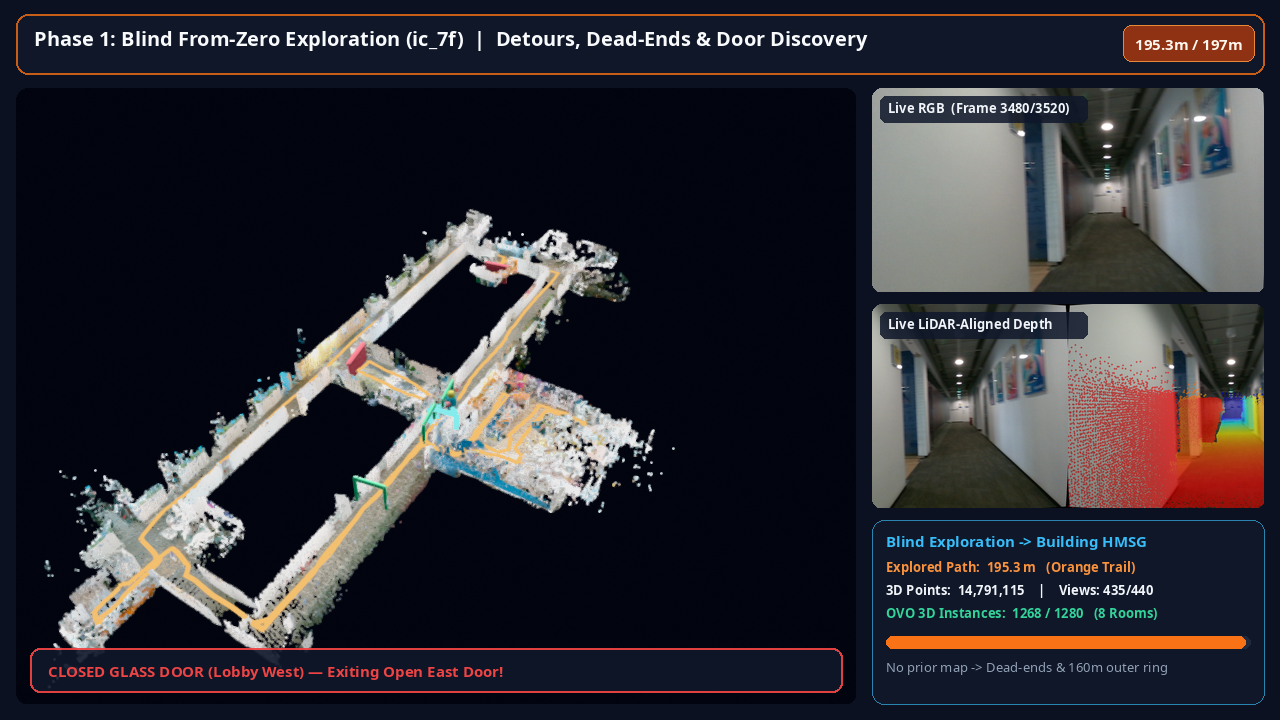 Phase 1: Blind From-Zero Exploration (ic_7f)  |  Detours, Dead-Ends & Door Discovery
195.3m / 197m
Live RGB (Frame 3480/3520)
Live LiDAR-Aligned Depth
Blind Exploration -> Building HMSG
Explored Path: 195.3 m (Orange Trail)
3D Points: 14,791,115 | Views: 435/440
OVO 3D Instances: 1268 / 1280 (8 Rooms)
No prior map -> Dead-ends & 160m outer ring
CLOSED GLASS DOOR (Lobby West) — Exiting Open East Door!